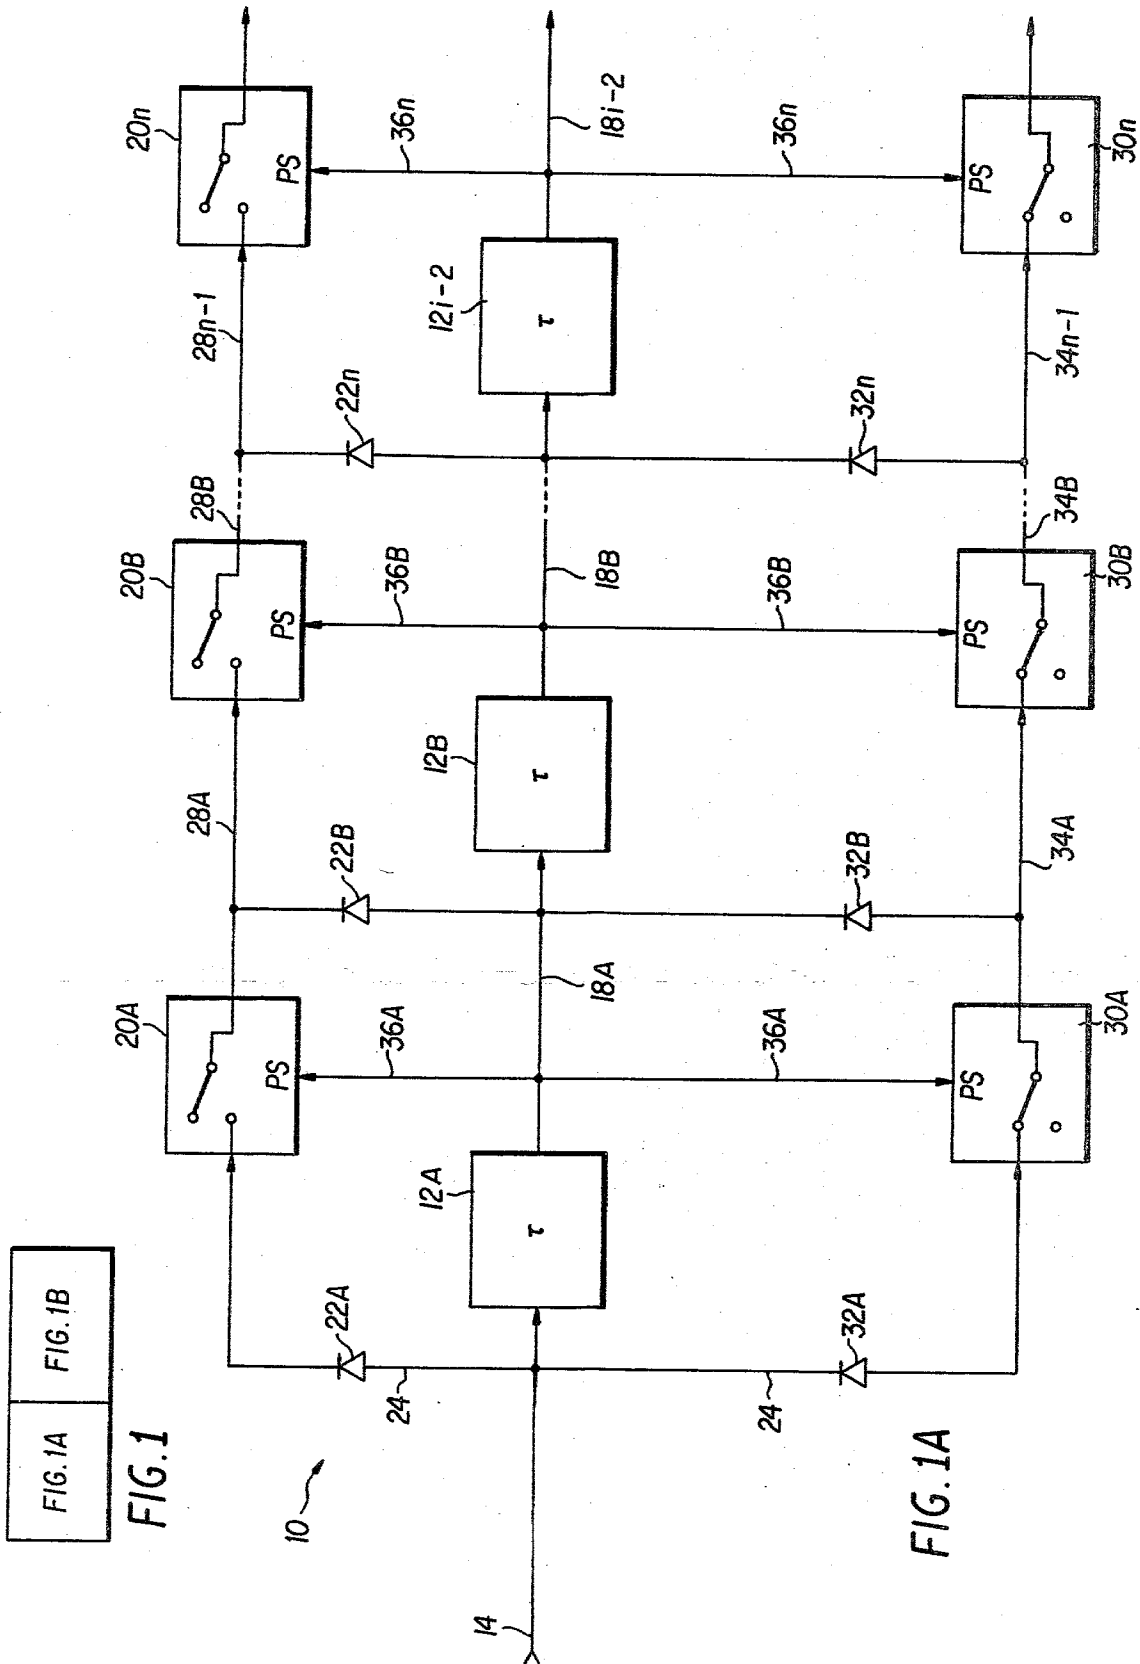 FIG.1A
FIG.1B
FIG.1
10
14
24
22A
12A
τ
20A
PS
36A
18A
28A
22B
12B
τ
20B
PS
36B
18B
28B
22n
28n-1
12i-2
τ
20n
PS
36n
18i-2
24
32A
36A
PS
30A
32B
34A
36B
PS
30B
34B
32n
34n-1
36n
PS
30n
FIG.1A